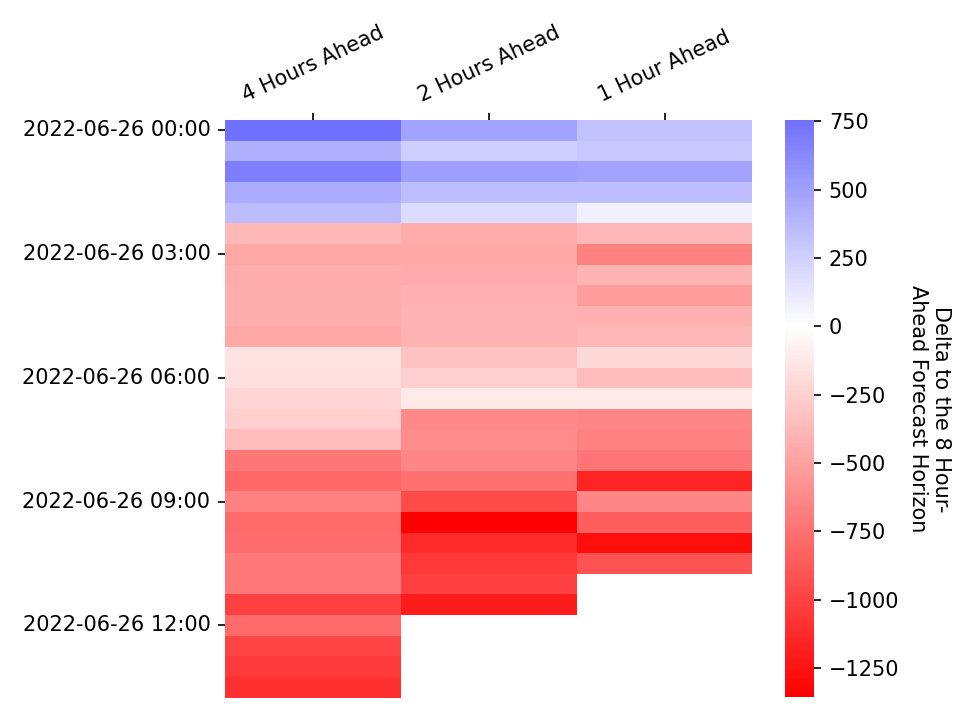 4 Hours Ahead
2 Hours Ahead
1 Hour Ahead
2022-06-26 00:00
2022-06-26 03:00
2022-06-26 06:00
2022-06-26 09:00
2022-06-26 12:00
750
500
250
0
−250
−500
−750
−1000
−1250
Delta to the 8 Hour-
Ahead Forecast Horizon